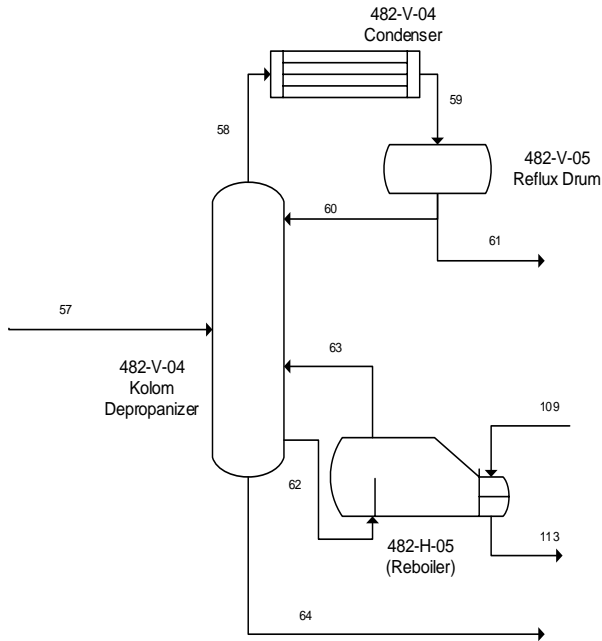 482-V-04
Condenser
58
59
482-V-05
Reflux Drum
60
61
57
63
482-V-04
Kolom
Depropanizer
109
62
482-H-05
(Reboiler)
113
64